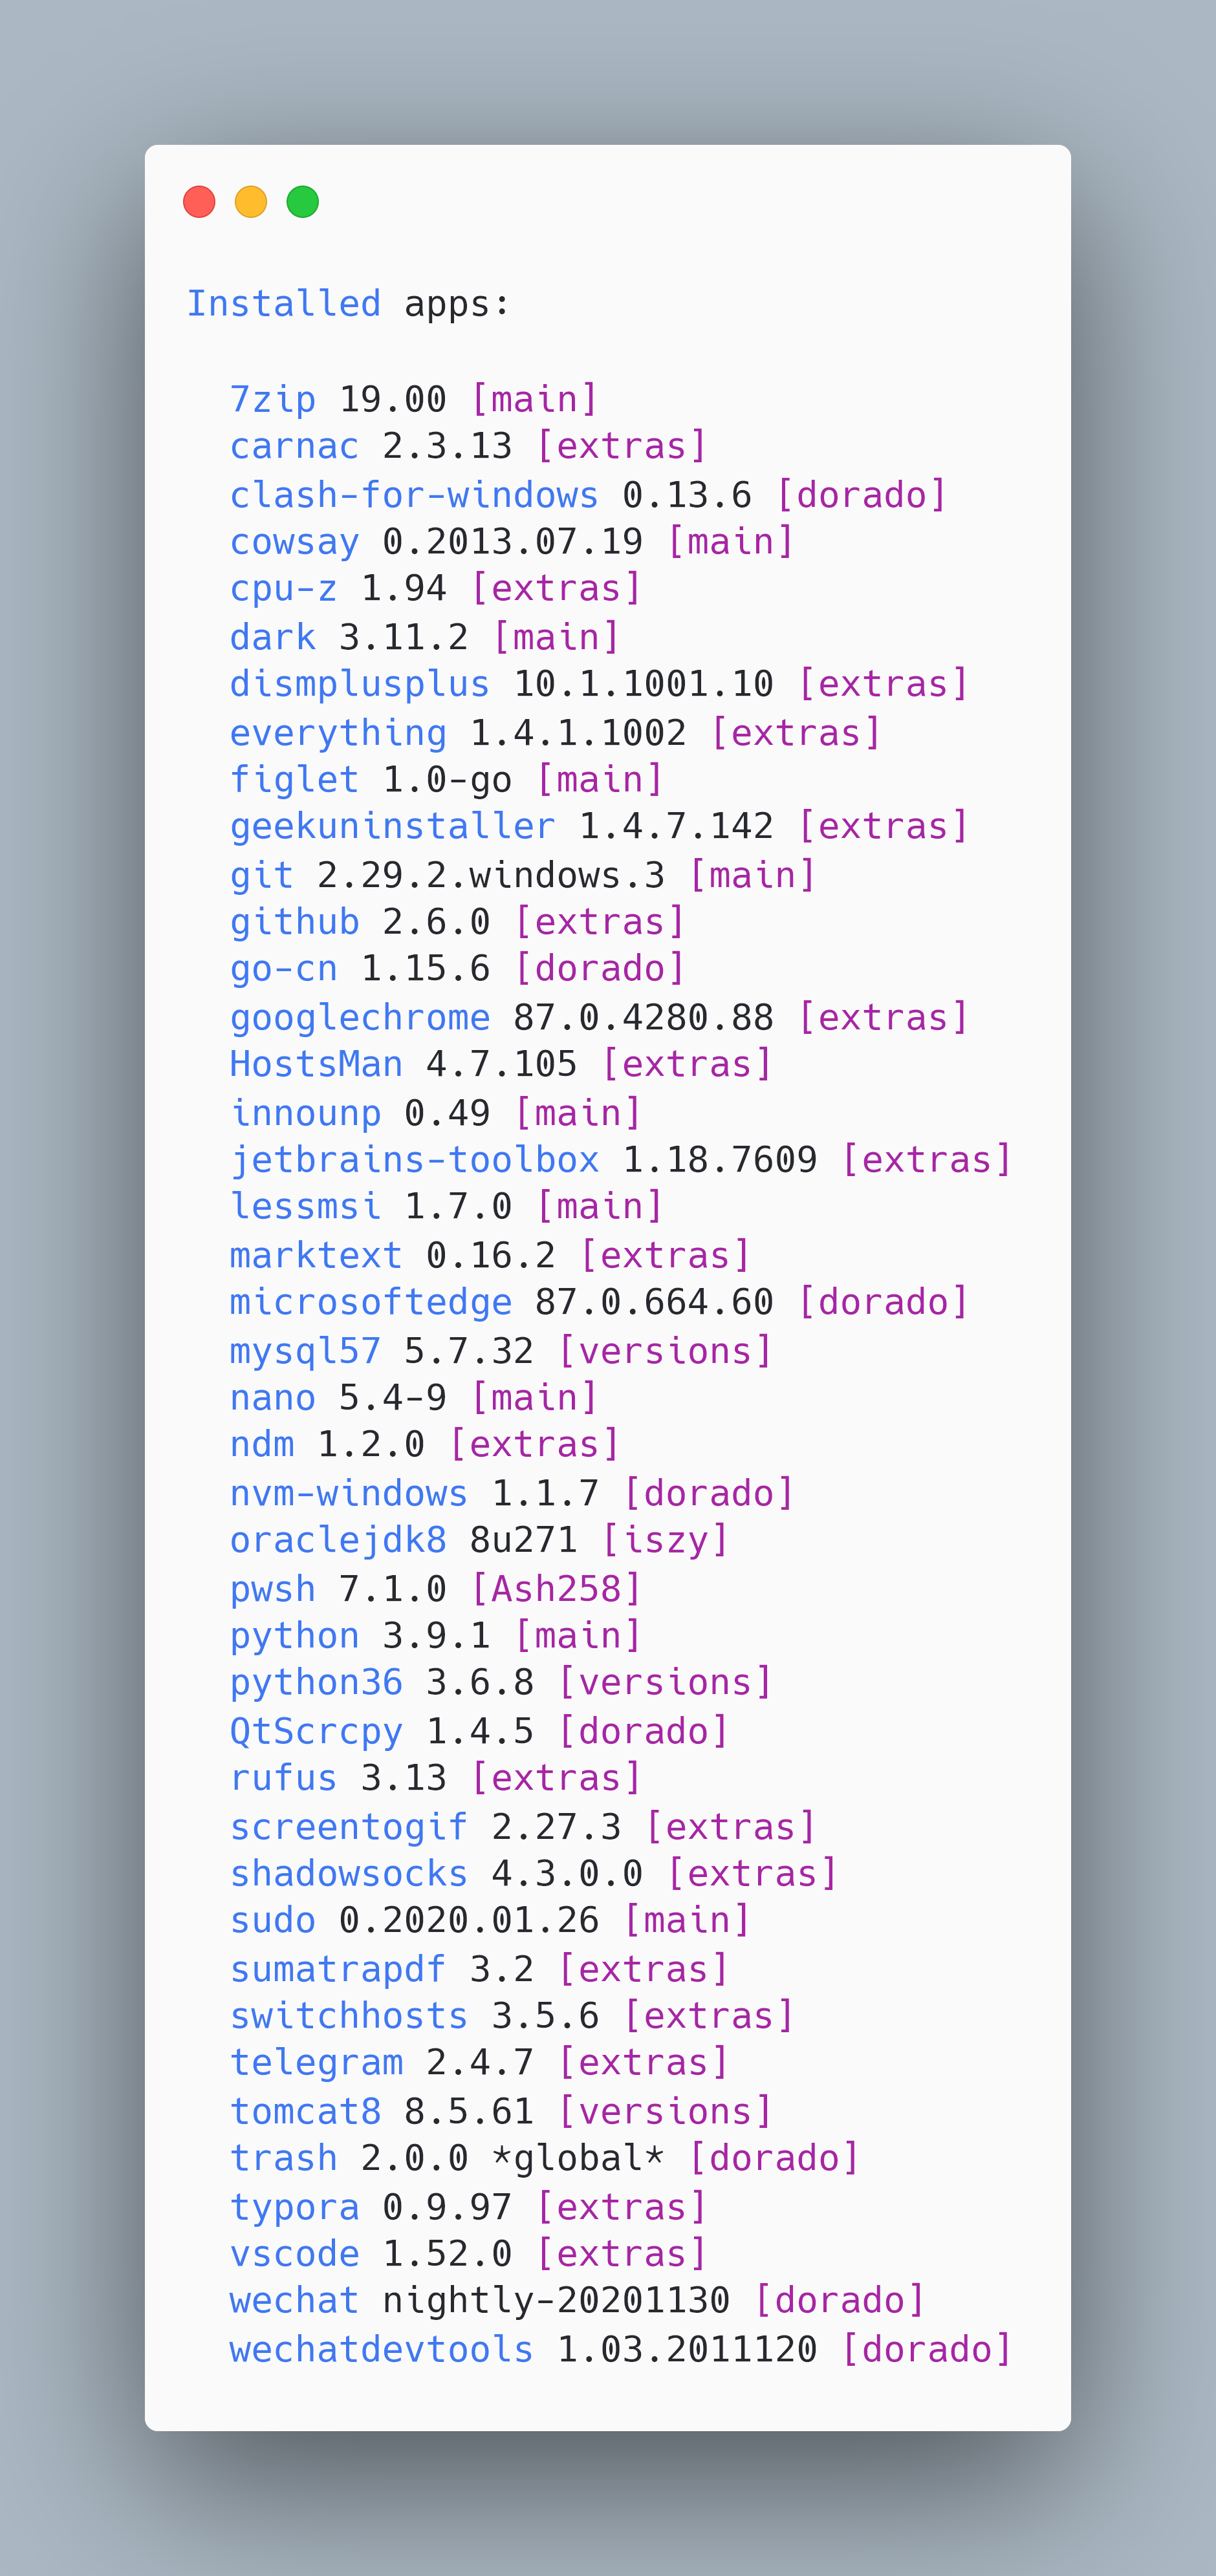 Installed apps:
7zip 19.00 [main]
carnac 2.3.13 [extras]
clash-for-windows 0.13.6 [dorado]
cowsay 0.2013.07.19 [main]
cpu-z 1.94 [extras]
dark 3.11.2 [main]
dismplusplus 10.1.1001.10 [extras]
everything 1.4.1.1002 [extras]
figlet 1.0-go [main]
geekuninstaller 1.4.7.142 [extras]
git 2.29.2.windows.3 [main]
github 2.6.0 [extras]
go-cn 1.15.6 [dorado]
googlechrome 87.0.4280.88 [extras]
HostsMan 4.7.105 [extras]
innounp 0.49 [main]
jetbrains-toolbox 1.18.7609 [extras]
lessmsi 1.7.0 [main]
marktext 0.16.2 [extras]
microsoftedge 87.0.664.60 [dorado]
mysql57 5.7.32 [versions]
nano 5.4-9 [main]
ndm 1.2.0 [extras]
nvm-windows 1.1.7 [dorado]
oraclejdk8 8u271 [iszy]
pwsh 7.1.0 [Ash258]
python 3.9.1 [main]
python36 3.6.8 [versions]
QtScrcpy 1.4.5 [dorado]
rufus 3.13 [extras]
screentogif 2.27.3 [extras]
shadowsocks 4.3.0.0 [extras]
sudo 0.2020.01.26 [main]
sumatrapdf 3.2 [extras]
switchhosts 3.5.6 [extras]
telegram 2.4.7 [extras]
tomcat8 8.5.61 [versions]
trash 2.0.0 *global* [dorado]
typora 0.9.97 [extras]
vscode 1.52.0 [extras]
wechat nightly-20201130 [dorado]
wechatdevtools 1.03.2011120 [dorado]